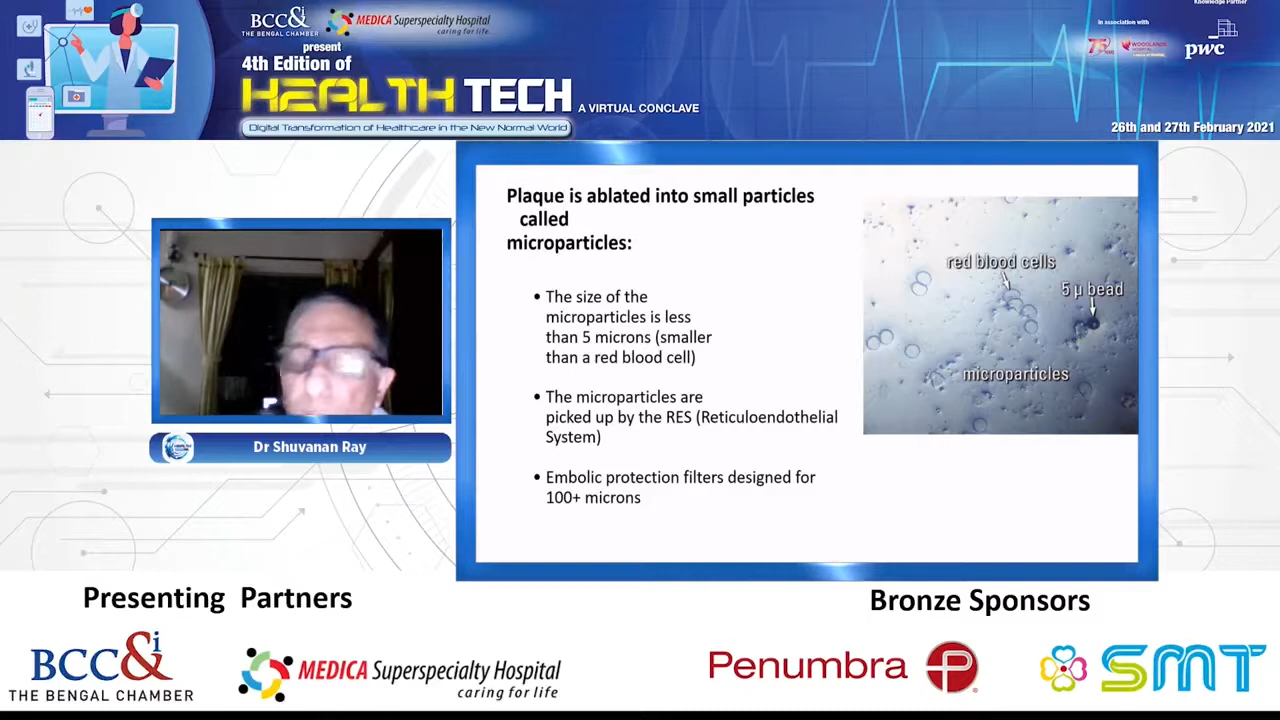 BCC&i
THE BENGAL CHAMBER
MEDICA Superspecialty Hospital
caring for life.
present
4th Edition of
HEALTH TECH
A VIRTUAL CONCLAVE
Digital Transformation of Healthcare in the New Normal World
Knowledge Partner
In association with
75
WOODLANDS
pwc
26th and 27th February 2021
Plaque is ablated into small particles
called
microparticles:
• The size of the
microparticles is less
than 5 microns (smaller
than a red blood cell)
• The microparticles are
picked up by the RES (Reticuloendothelial
System)
• Embolic protection filters designed for
100+ microns
red blood cells
5 µ bead
microparticles
HEALTH
Dr Shuvanan Ray
Presenting Partners
BCC&i
THE BENGAL CHAMBER
MEDICA Superspecialty Hospital
caring for life
Bronze Sponsors
Penumbra
P
SMT